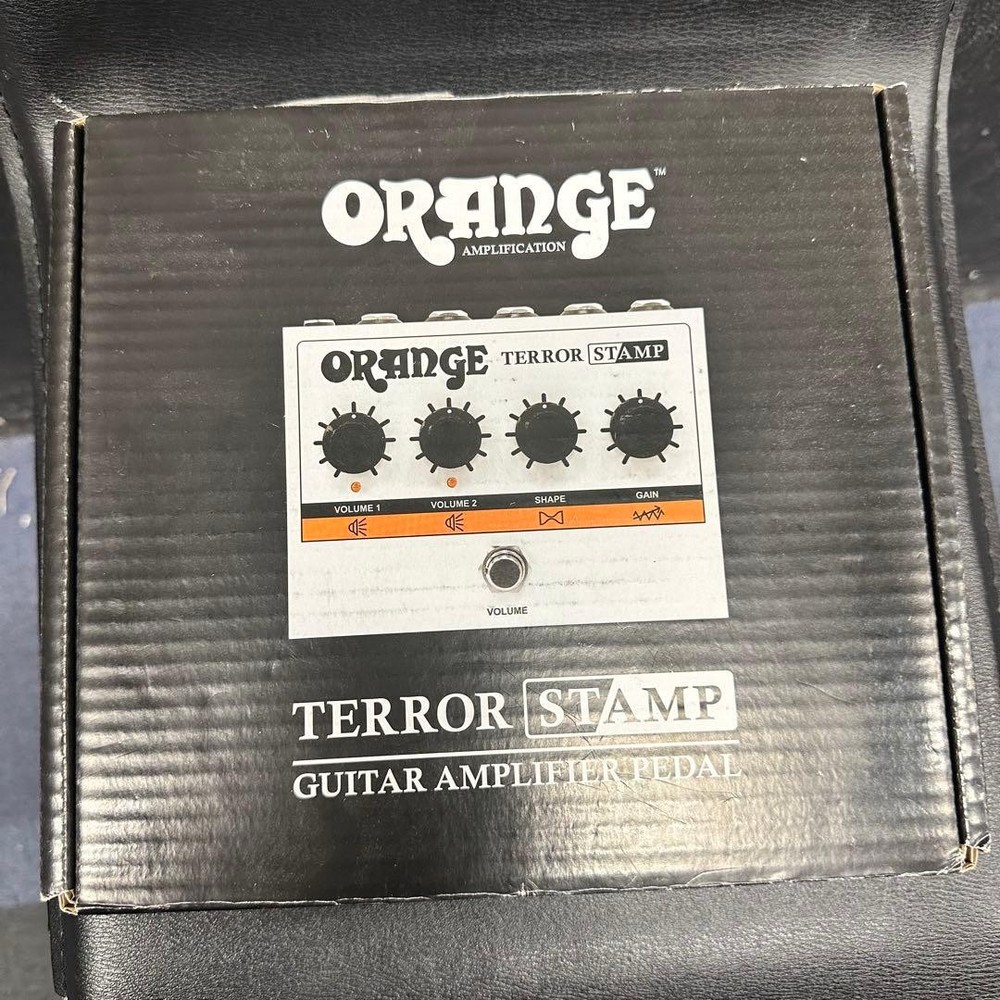 ORANGE™
AMPLIFICATION
ORANGE TERROR STAMP
VOLUME 1 VOLUME 2 SHAPE GAIN
VOLUME
TERROR STAMP
GUITAR AMPLIFIER PEDAL